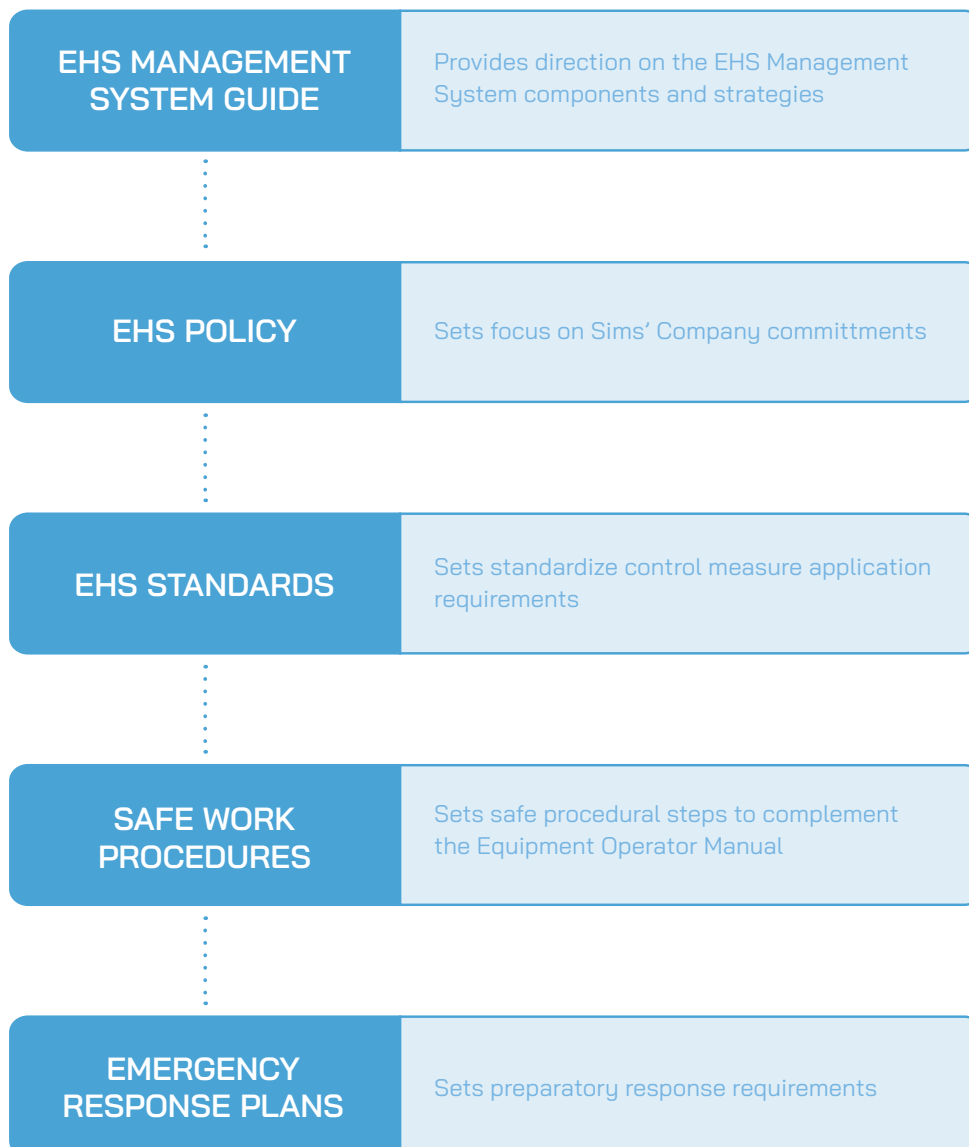 EHS MANAGEMENT
SYSTEM GUIDE
Provides direction on the EHS Management
System components and strategies
EHS POLICY
Sets focus on Sims’ Company committments
EHS STANDARDS
Sets standardize control measure application
requirements
SAFE WORK
PROCEDURES
Sets safe procedural steps to complement
the Equipment Operator Manual
EMERGENCY
RESPONSE PLANS
Sets preparatory response requirements